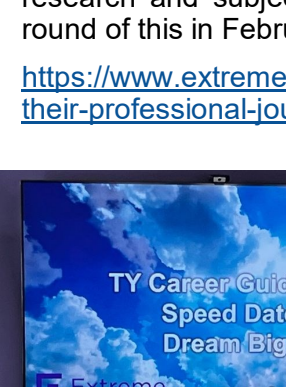 research and subje
round of this in Febru
https://www.extreme
their-professional-jou
TY Career Guid
Speed Date
Dream Big
Extreme